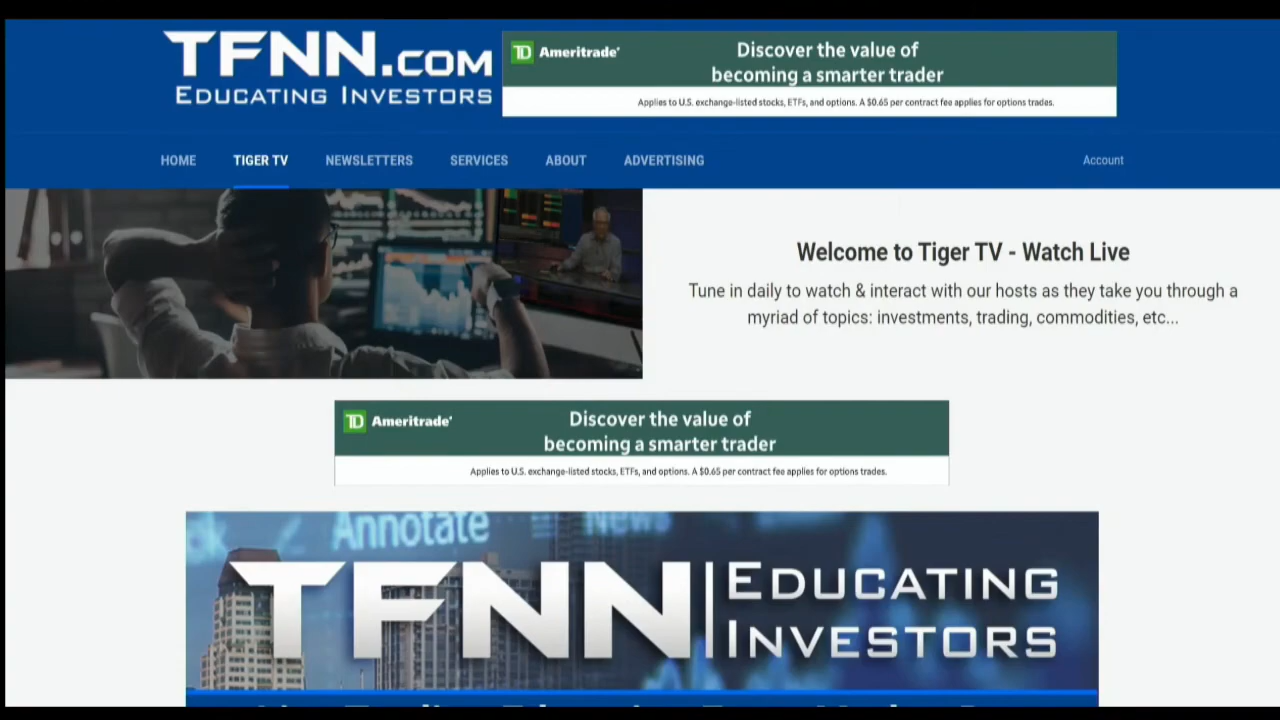 TFNN.COM
EDUCATING INVESTORS
TD Ameritrade
Discover the value of
becoming a smarter trader
Applies to U.S. exchange-listed stocks, ETFs, and options. A $0.65 per contract fee applies for options trades.
HOME TIGER TV NEWSLETTERS SERVICES ABOUT ADVERTISING Account
Welcome to Tiger TV - Watch Live
Tune in daily to watch & interact with our hosts as they take you through a
myriad of topics: investments, trading, commodities, etc...
TD Ameritrade
Discover the value of
becoming a smarter trader
Applies to U.S. exchange-listed stocks, ETFs, and options. A $0.65 per contract fee applies for options trades.
Annotate News
TFNN EDUCATING
INVESTORS